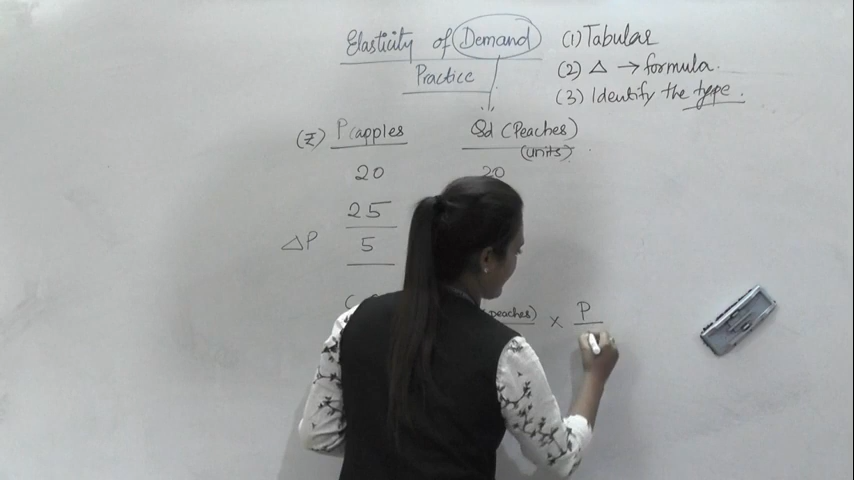 Elasticity of Demand
Practice
(1) Tabular
(2) △ → formula.
(3) Identify the type.
(₹) P(apples Qd (Peaches)
(units)
20 20
25
△P 5
peaches) × P